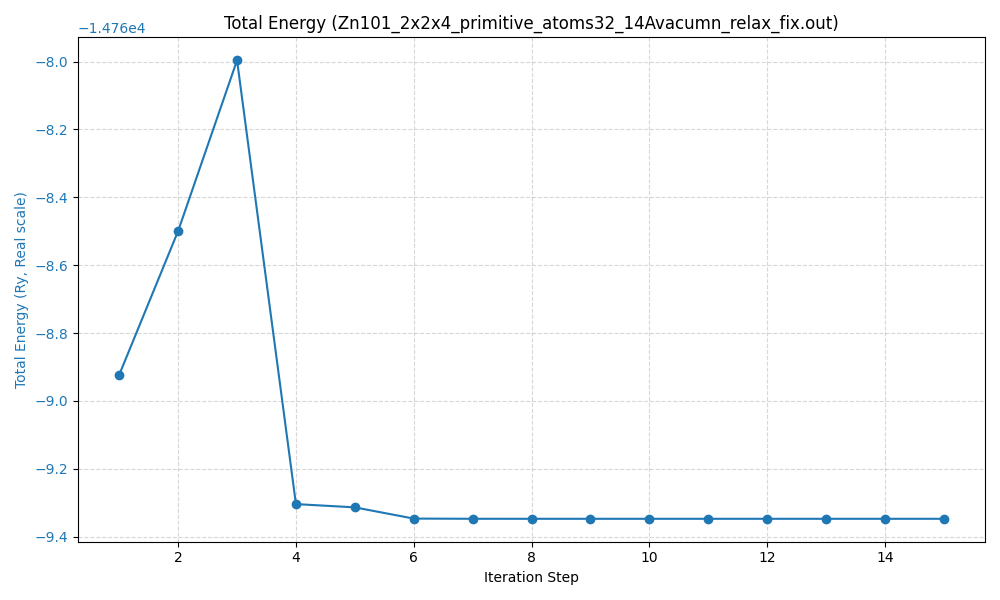 Total Energy (Zn101_2x2x4_primitive_atoms32_14Avacumn_relax_fix.out)
−1.476e4
−8.0
−8.2
−8.4
−8.6
−8.8
−9.0
−9.2
−9.4
Total Energy (Ry, Real scale)
2 4 6 8 10 12 14
Iteration Step